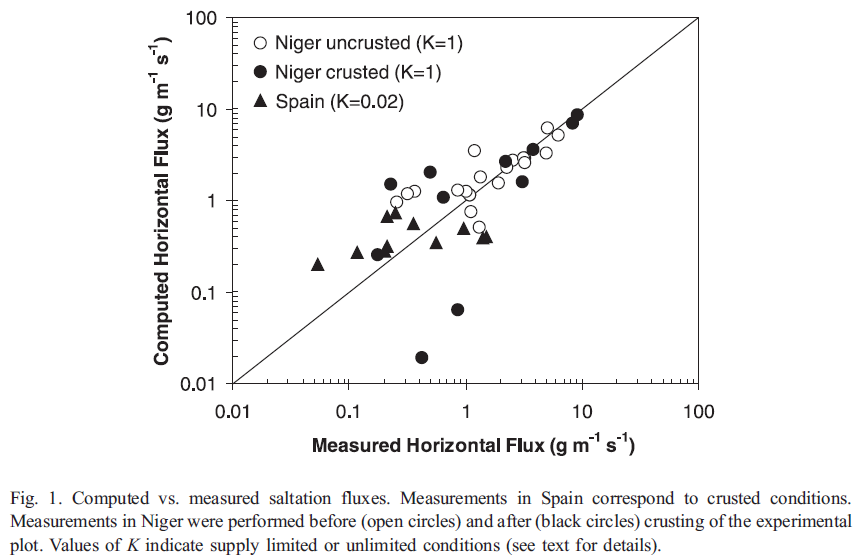 100
10
1
0.1
0.01
Computed Horizontal Flux (g m⁻¹ s⁻¹)
Niger uncrusted (K=1)
Niger crusted (K=1)
Spain (K=0.02)
0.01 0.1 1 10 100
Measured Horizontal Flux (g m⁻¹ s⁻¹)
Fig. 1. Computed vs. measured saltation fluxes. Measurements in Spain correspond to crusted conditions.
Measurements in Niger were performed before (open circles) and after (black circles) crusting of the experimental
plot. Values of K indicate supply limited or unlimited conditions (see text for details).